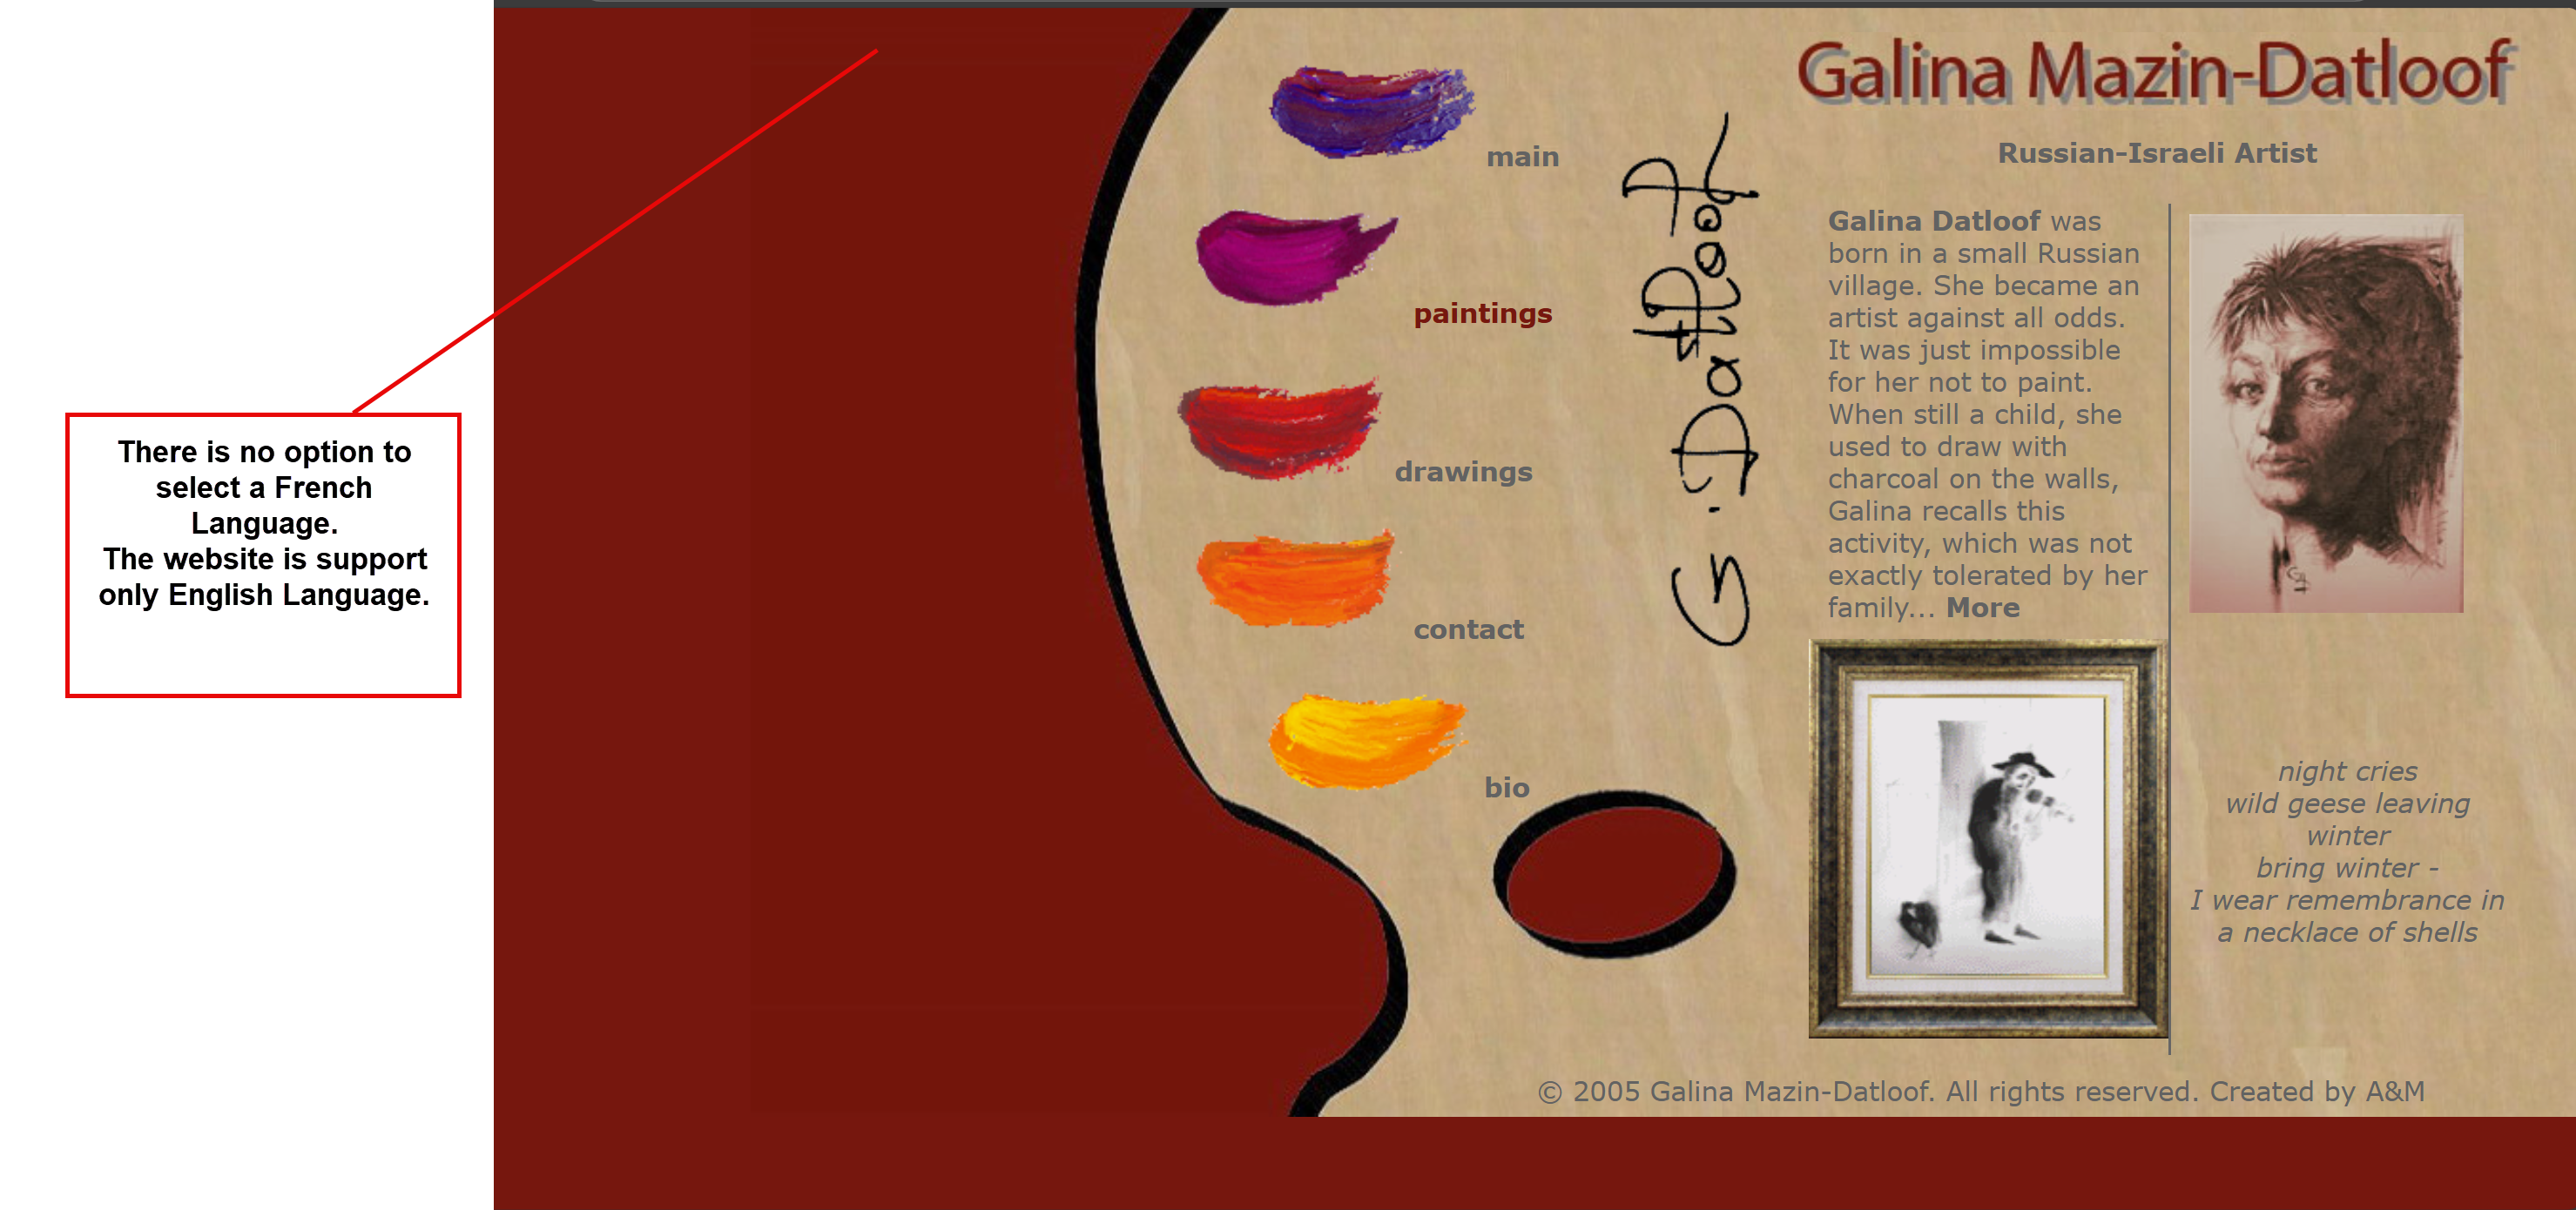 There is no option to
select a French
Language.
The website is support
only English Language.
main
paintings
drawings
contact
bio
G. Datloof
Galina Mazin-Datloof
Russian-Israeli Artist
Galina Datloof was
born in a small Russian
village. She became an
artist against all odds.
It was just impossible
for her not to paint.
When still a child, she
used to draw with
charcoal on the walls,
Galina recalls this
activity, which was not
exactly tolerated by her
family... More
night cries
wild geese leaving
winter
bring winter -
I wear remembrance in
a necklace of shells
© 2005 Galina Mazin-Datloof. All rights reserved. Created by A&M